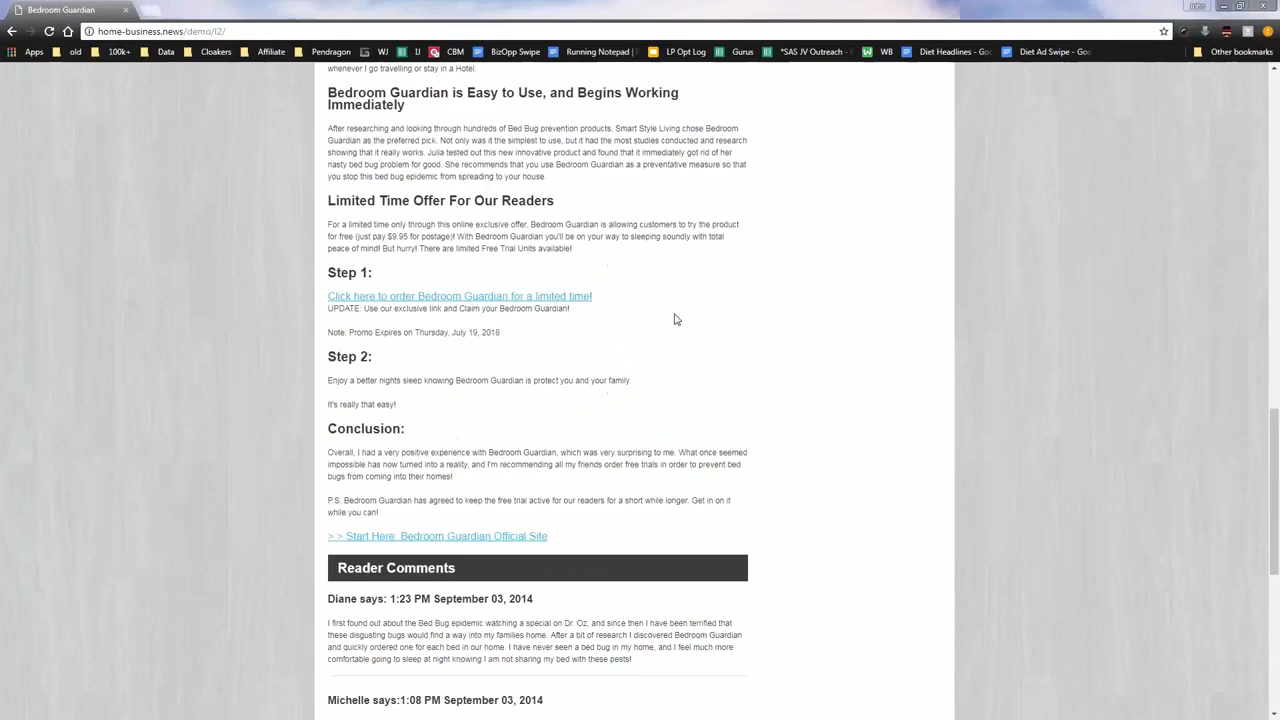 Bedroom Guardian
John
home-business.news/demo/l2/
Apps old 100k+ Data Cloakers Affiliate Pendragon WJ IJ CBM BizOpp Swipe Running Notepad LP Opt Log Gurus *SAS JV Outreach - WB Diet Headlines - Goo Diet Ad Swipe - Goo Other bookmarks
whenever I go travelling or stay in a Hotel.
Bedroom Guardian is Easy to Use, and Begins Working
Immediately
After researching and looking through hundreds of Bed Bug prevention products, Smart Style Living chose Bedroom
Guardian as the preferred pick. Not only was it the simplest to use, but it had the most studies conducted and research
showing that it really works. Julia tested out this new innovative product and found that it immediately got rid of her
nasty bed bug problem for good. She recommends that you use Bedroom Guardian as a preventative measure so that
you stop this bed bug epidemic from spreading to your house.
Limited Time Offer For Our Readers
For a limited time only through this online exclusive offer, Bedroom Guardian is allowing customers to try the product
for free (just pay $9.95 for postage)! With Bedroom Guardian you'll be on your way to sleeping soundly with total
peace of mind! But hurry! There are limited Free Trial Units available!
Step 1:
Click here to order Bedroom Guardian for a limited time!
UPDATE: Use our exclusive link and Claim your Bedroom Guardian!
Note: Promo Expires on Thursday, July 19, 2018
Step 2:
Enjoy a better nights sleep knowing Bedroom Guardian is protect you and your family.
It's really that easy!
Conclusion:
Overall, I had a very positive experience with Bedroom Guardian, which was very surprising to me. What once seemed
impossible has now turned into a reality, and I'm recommending all my friends order free trials in order to prevent bed
bugs from coming into their homes!
P.S. Bedroom Guardian has agreed to keep the free trial active for our readers for a short while longer. Get in on it
while you can!
> > Start Here: Bedroom Guardian Official Site
Reader Comments
Diane says: 1:23 PM September 03, 2014
I first found out about the Bed Bug epidemic watching a special on Dr. Oz, and since then I have been terrified that
these disgusting bugs would find a way into my families home. After a bit of research I discovered Bedroom Guardian
and quickly ordered one for each bed in our home. I have never seen a bed bug in my home, and I feel much more
comfortable going to sleep at night knowing I am not sharing my bed with these pests!
Michelle says:1:08 PM September 03, 2014